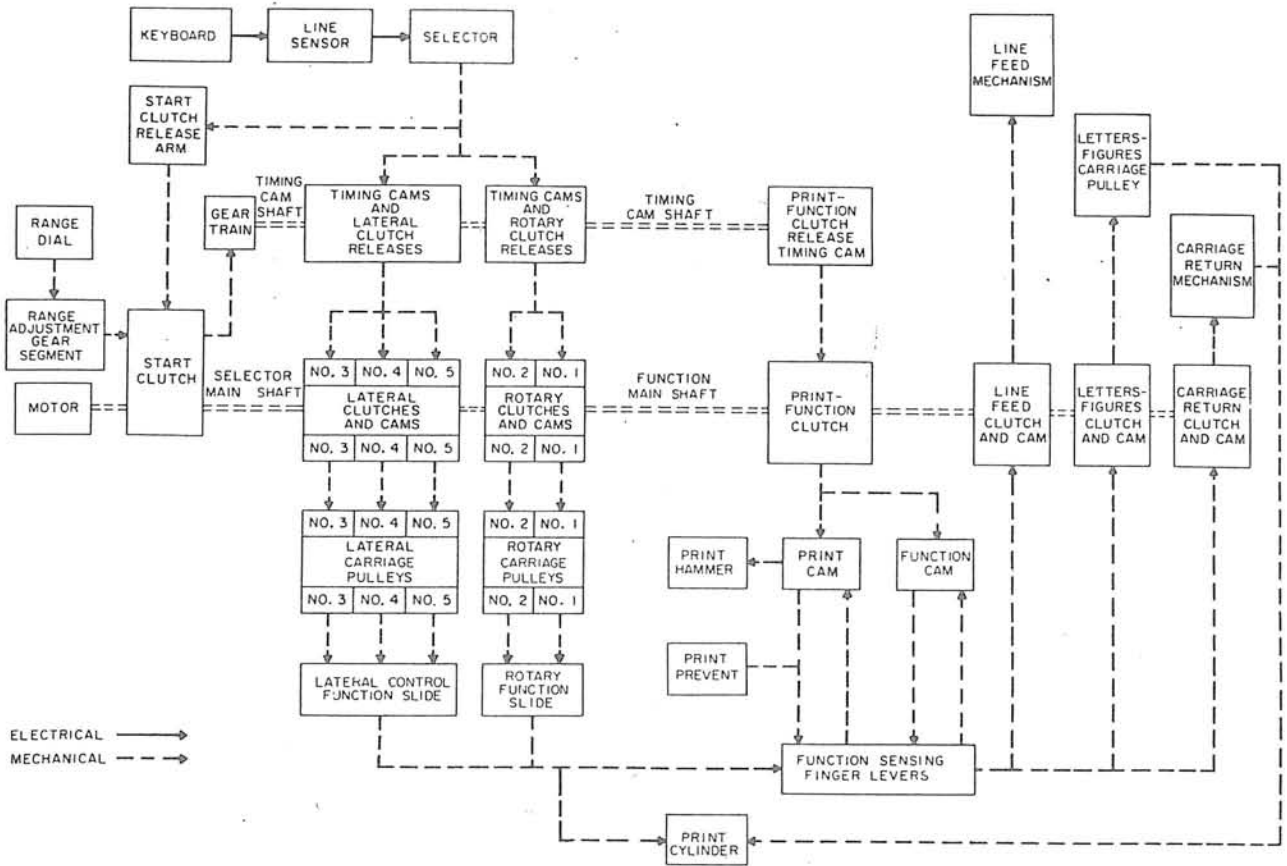 KEYBOARD
LINE
SENSOR
SELECTOR
LINE
FEED
MECHANISM
START
CLUTCH
RELEASE
ARM
LETTERS-
FIGURES
CARRIAGE
PULLEY
RANGE
DIAL
GEAR
TRAIN
TIMING
CAM
SHAFT
TIMING CAMS
AND
LATERAL
CLUTCH
RELEASES
TIMING CAMS
AND
ROTARY
CLUTCH
RELEASES
TIMING
CAM SHAFT
PRINT-
FUNCTION
CLUTCH
RELEASE
TIMING CAM
CARRIAGE
RETURN
MECHANISM
RANGE
ADJUSTMENT
GEAR
SEGMENT
START
CLUTCH
MOTOR
SELECTOR
MAIN SHAFT
NO. 3 NO. 4 NO. 5
LATERAL
CLUTCHES
AND CAMS
NO. 3 NO. 4 NO. 5
NO. 2 NO. 1
ROTARY
CLUTCHES
AND CAMS
NO. 2 NO. 1
FUNCTION
MAIN SHAFT
PRINT-
FUNCTION
CLUTCH
LINE
FEED
CLUTCH
AND CAM
LETTERS-
FIGURES
CLUTCH
AND CAM
CARRIAGE
RETURN
CLUTCH
AND CAM
NO. 3 NO. 4 NO. 5
LATERAL
CARRIAGE
PULLEYS
NO. 3 NO. 4 NO. 5
NO. 2 NO. 1
ROTARY
CARRIAGE
PULLEYS
NO. 2 NO. 1
PRINT
HAMMER
PRINT
CAM
FUNCTION
CAM
PRINT
PREVENT
LATERAL CONTROL
FUNCTION SLIDE
ROTARY
FUNCTION
SLIDE
ELECTRICAL
MECHANICAL
FUNCTION SENSING
FINGER LEVERS
PRINT
CYLINDER